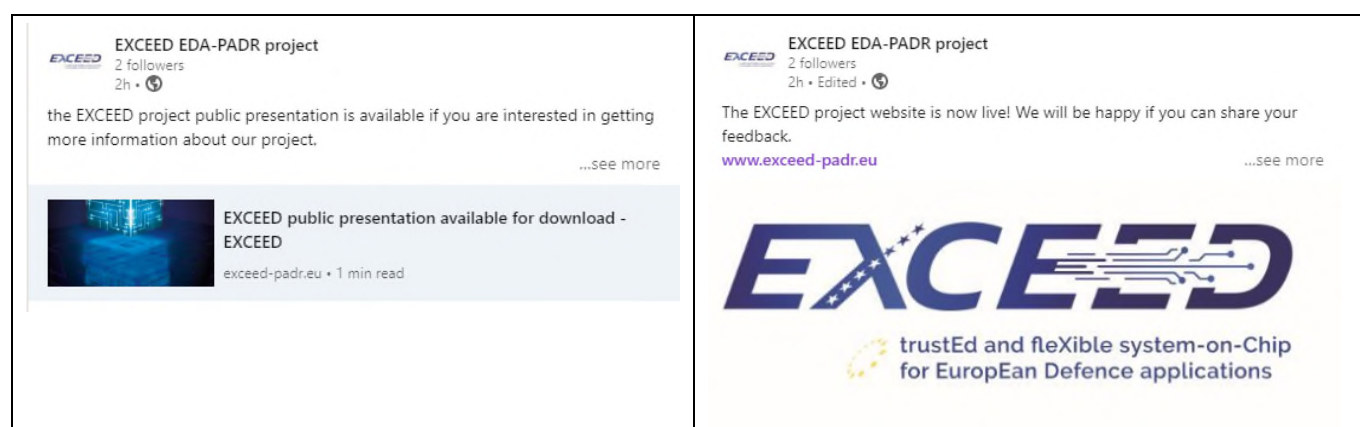 EXCEED
EXCEED EDA-PADR project
2 followers
2h •
the EXCEED project public presentation is available if you are interested in getting
more information about our project.
...see more
EXCEED public presentation available for download -
EXCEED
exceed-padr.eu • 1 min read
EXCEED
EXCEED EDA-PADR project
2 followers
2h • Edited •
The EXCEED project website is now live! We will be happy if you can share your
feedback.
www.exceed-padr.eu
...see more
EXCEED
trustEd and fleXible system-on-Chip
for EuropEan Defence applications